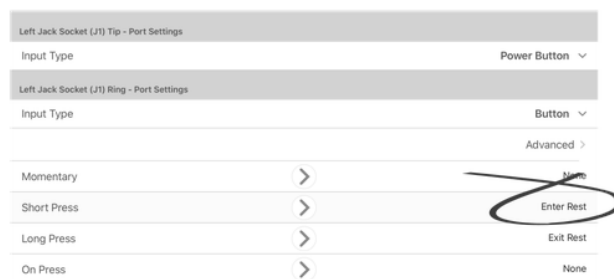 Left Jack Socket (J1) Tip - Port Settings
Input Type Power Button
Left Jack Socket (J1) Ring - Port Settings
Input Type Button
Advanced
Momentary None
Short Press Enter Rest
Long Press Exit Rest
On Press None